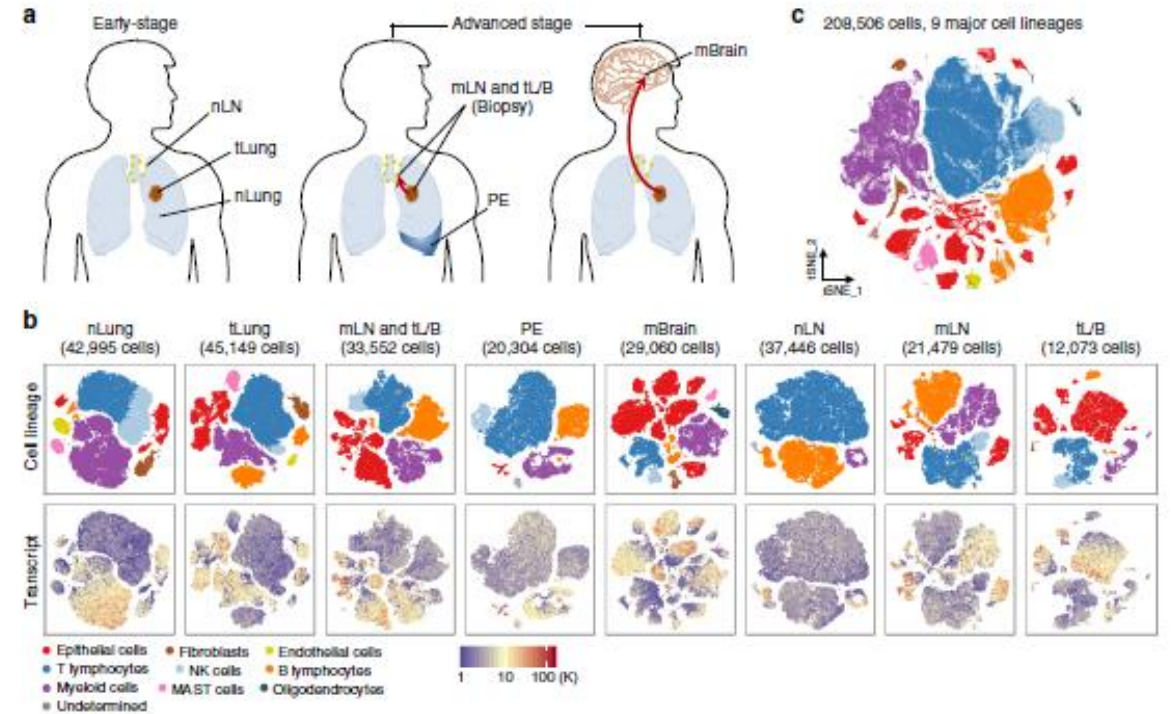 a
Early-stage
nLN
tLung
nLung
Advanced stage
mLN and tL/B
(Biopsy)
PE
mBrain
c
208,506 cells, 9 major cell lineages
tSNE_2
tSNE_1
b
nLung
(42,995 cells)
tLung
(45,149 cells)
mLN and tL/B
(33,552 cells)
PE
(20,304 cells)
mBrain
(29,060 cells)
nLN
(37,446 cells)
mLN
(21,479 cells)
tL/B
(12,073 cells)
Cell lineage
Transcript
Epithelial cells
Fibroblasts
Endothelial cells
T lymphocytes
NK cells
B lymphocytes
Myeloid cells
MAST cells
Oligodendrocytes
Undetermined
1 10 100 (K)